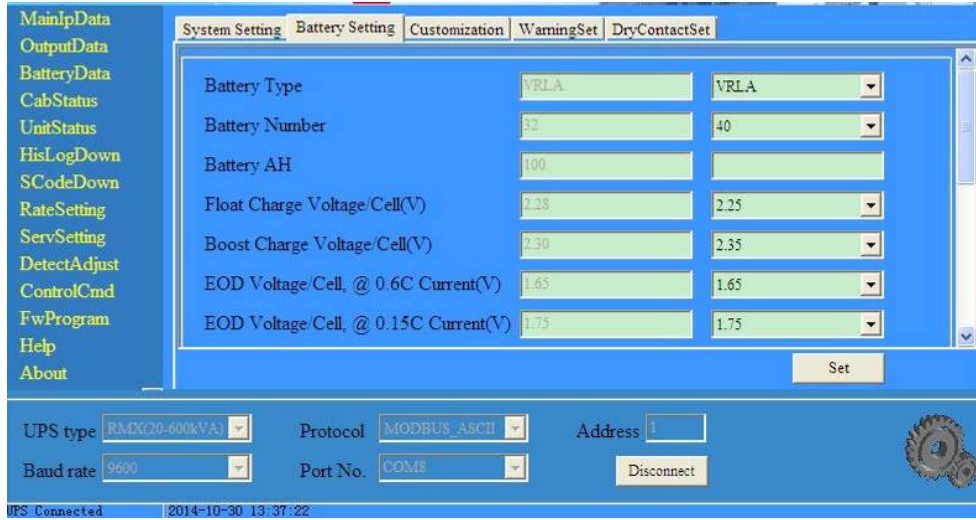 MainIpData
OutputData
BatteryData
CabStatus
UnitStatus
HisLogDown
SCodeDown
RateSetting
ServSetting
DetectAdjust
ControlCmd
FwProgram
Help
About
System Setting Battery Setting Customization WarningSet DryContactSet
Battery Type VRLA VRLA
Battery Number 32 40
Battery AH 100
Float Charge Voltage/Cell(V) 2.28 2.25
Boost Charge Voltage/Cell(V) 2.30 2.35
EOD Voltage/Cell, @ 0.6C Current(V) 1.65 1.65
EOD Voltage/Cell, @ 0.15C Current(V) 1.75 1.75
Set
UPS type RMX(20-600kVA) Protocol MODBUS_ASCII Address 1
Baud rate 9600 Port No. COM8 Disconnect
UPS Connected 2014-10-30 13:37:22